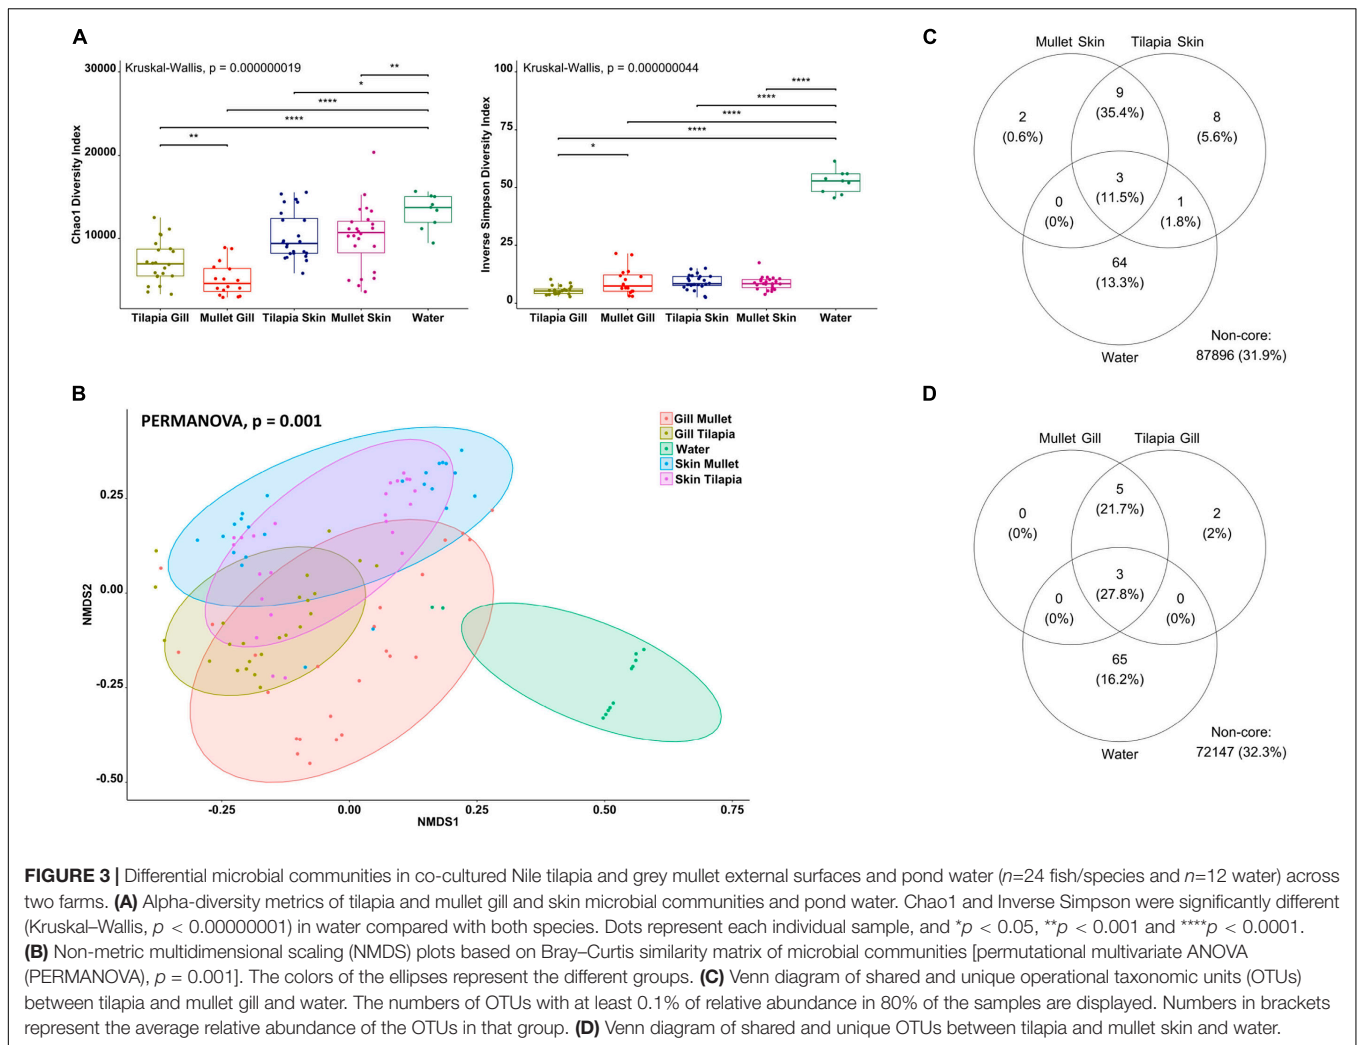 A
Kruskal-Wallis, p = 0.000000019
Chao1 Diversity Index
30000
20000
10000
**
*
****
****
**
Tilapia Gill
Mullet Gill
Tilapia Skin
Mullet Skin
Water
Kruskal-Wallis, p = 0.000000044
Inverse Simpson Diversity Index
100
75
50
25
0
****
****
****
****
*
Tilapia Gill
Mullet Gill
Tilapia Skin
Mullet Skin
Water
B
PERMANOVA, p = 0.001
Gill Mullet
Gill Tilapia
Water
Skin Mullet
Skin Tilapia
NMDS2
0.25
0.00
-0.25
-0.50
-0.25
0.00
0.25
0.50
0.75
NMDS1
C
Mullet Skin
Tilapia Skin
9
(35.4%)
2
(0.6%)
8
(5.6%)
3
(11.5%)
0
(0%)
1
(1.8%)
64
(13.3%)
Water
Non-core:
87896 (31.9%)
D
Mullet Gill
Tilapia Gill
5
(21.7%)
0
(0%)
2
(2%)
3
(27.8%)
0
(0%)
0
(0%)
65
(16.2%)
Water
Non-core:
72147 (32.3%)
FIGURE 3 | Differential microbial communities in co-cultured Nile tilapia and grey mullet external surfaces and pond water (n=24 fish/species and n=12 water) across
two farms. (A) Alpha-diversity metrics of tilapia and mullet gill and skin microbial communities and pond water. Chao1 and Inverse Simpson were significantly different
(Kruskal–Wallis, p < 0.00000001) in water compared with both species. Dots represent each individual sample, and *p < 0.05, **p < 0.001 and ****p < 0.0001.
(B) Non-metric multidimensional scaling (NMDS) plots based on Bray–Curtis similarity matrix of microbial communities [permutational multivariate ANOVA
(PERMANOVA), p = 0.001]. The colors of the ellipses represent the different groups. (C) Venn diagram of shared and unique operational taxonomic units (OTUs)
between tilapia and mullet gill and water. The numbers of OTUs with at least 0.1% of relative abundance in 80% of the samples are displayed. Numbers in brackets
represent the average relative abundance of the OTUs in that group. (D) Venn diagram of shared and unique OTUs between tilapia and mullet skin and water.